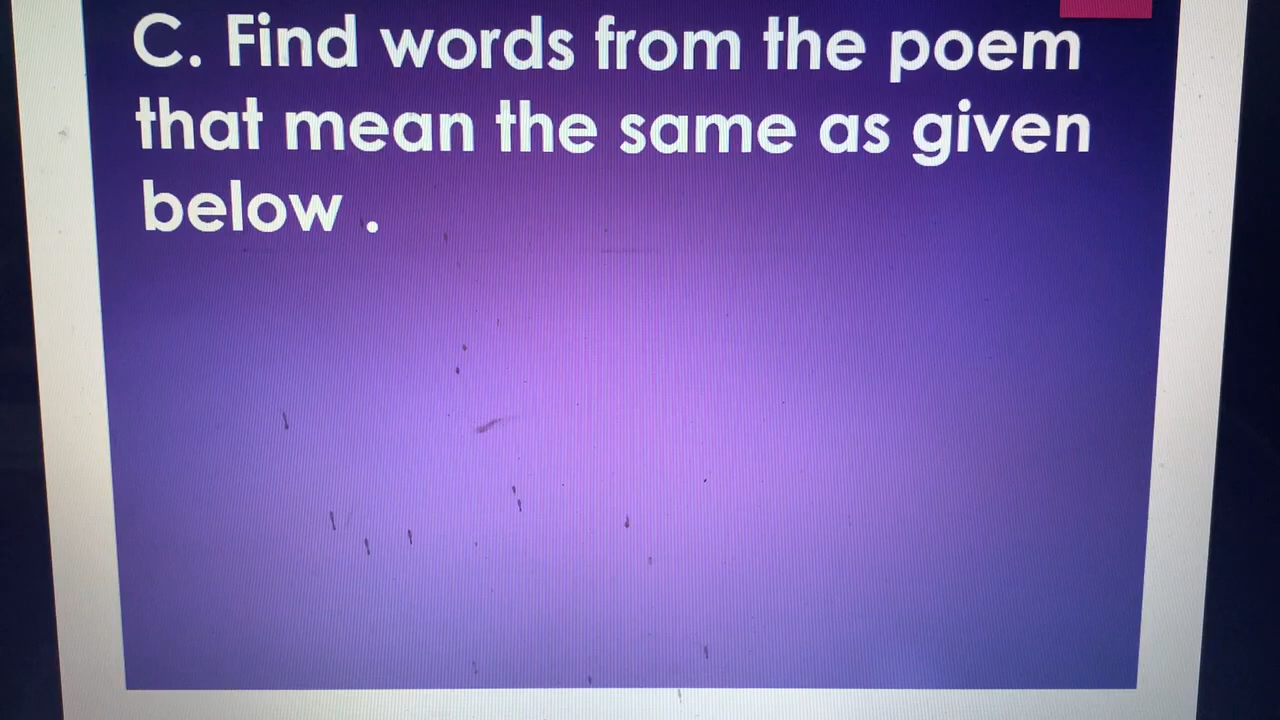 C. Find words from the poem
that mean the same as given
below .